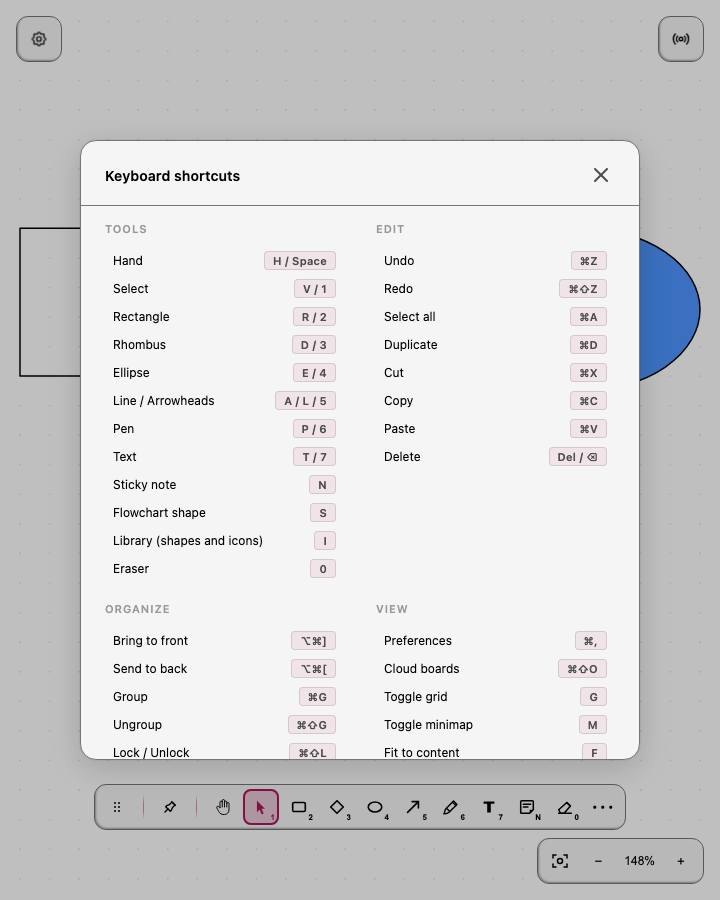 Keyboard shortcuts
TOOLS
Hand H / Space
Select V / 1
Rectangle R / 2
Rhombus D / 3
Ellipse E / 4
Line / Arrowheads A / L / 5
Pen P / 6
Text T / 7
Sticky note N
Flowchart shape S
Library (shapes and icons) I
Eraser 0
EDIT
Undo ⌘Z
Redo ⌘⇧Z
Select all ⌘A
Duplicate ⌘D
Cut ⌘X
Copy ⌘C
Paste ⌘V
Delete Del / ⌫
ORGANIZE
Bring to front ⌥⌘]
Send to back ⌥⌘[
Group ⌘G
Ungroup ⌘⇧G
Lock / Unlock ⌘⇧L
VIEW
Preferences ⌘,
Cloud boards ⌘⇧O
Toggle grid G
Toggle minimap M
Fit to content F
1 2 3 4 5 6 T 7 N 0
− 148% +